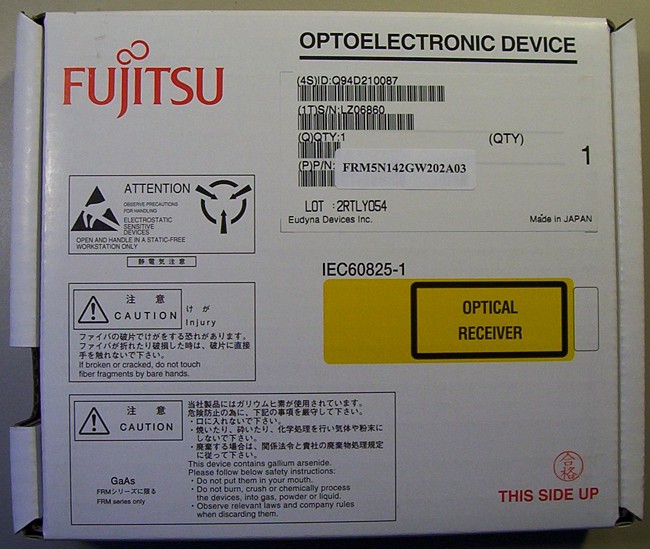 FUJITSU
OPTOELECTRONIC DEVICE
(4S)ID:Q94D210087
(1T)S/N:LZ06860
(Q)QTY:1
(QTY)
1
(P)P/N:
FRM5N142GW202A03
LOT :2RTLY054
Eudyna Devices Inc.
Made in JAPAN
ATTENTION
OBSERVE PRECAUTIONS
FOR HANDLING
ELECTROSTATIC
SENSITIVE
DEVICES
OPEN AND HANDLE IN A STATIC-FREE
WORKSTATION ONLY
静電気注意
IEC60825-1
OPTICAL
RECEIVER
注 意
CAUTION
けが
Injury
ファイバの破片でけがをする恐れがあります。
ファイバが折れたり破損した時は、破片に直接
手を触れないで下さい。
If broken or cracked, do not touch
fiber fragments by bare hands.
注 意
CAUTION
GaAs
FRMシリーズに限る
FRM series only
当社製品にはガリウムヒ素が使用されています。
危険防止の為に、下記の事項を厳守して下さい。
・口に入れないで下さい。
・焼いたり、砕いたり、化学処理を行い気体や粉末に
しないで下さい。
・廃棄する場合は、関係法令と貴社の廃棄物処理規定
に従って下さい。
This device contains gallium arsenide.
Please follow below safety instructions:
・Do not put them in your mouth.
・Do not burn, crush or chemically process
the devices, into gas, powder or liquid.
・Observe relevant laws and company rules
when discarding them.
合格
THIS SIDE UP